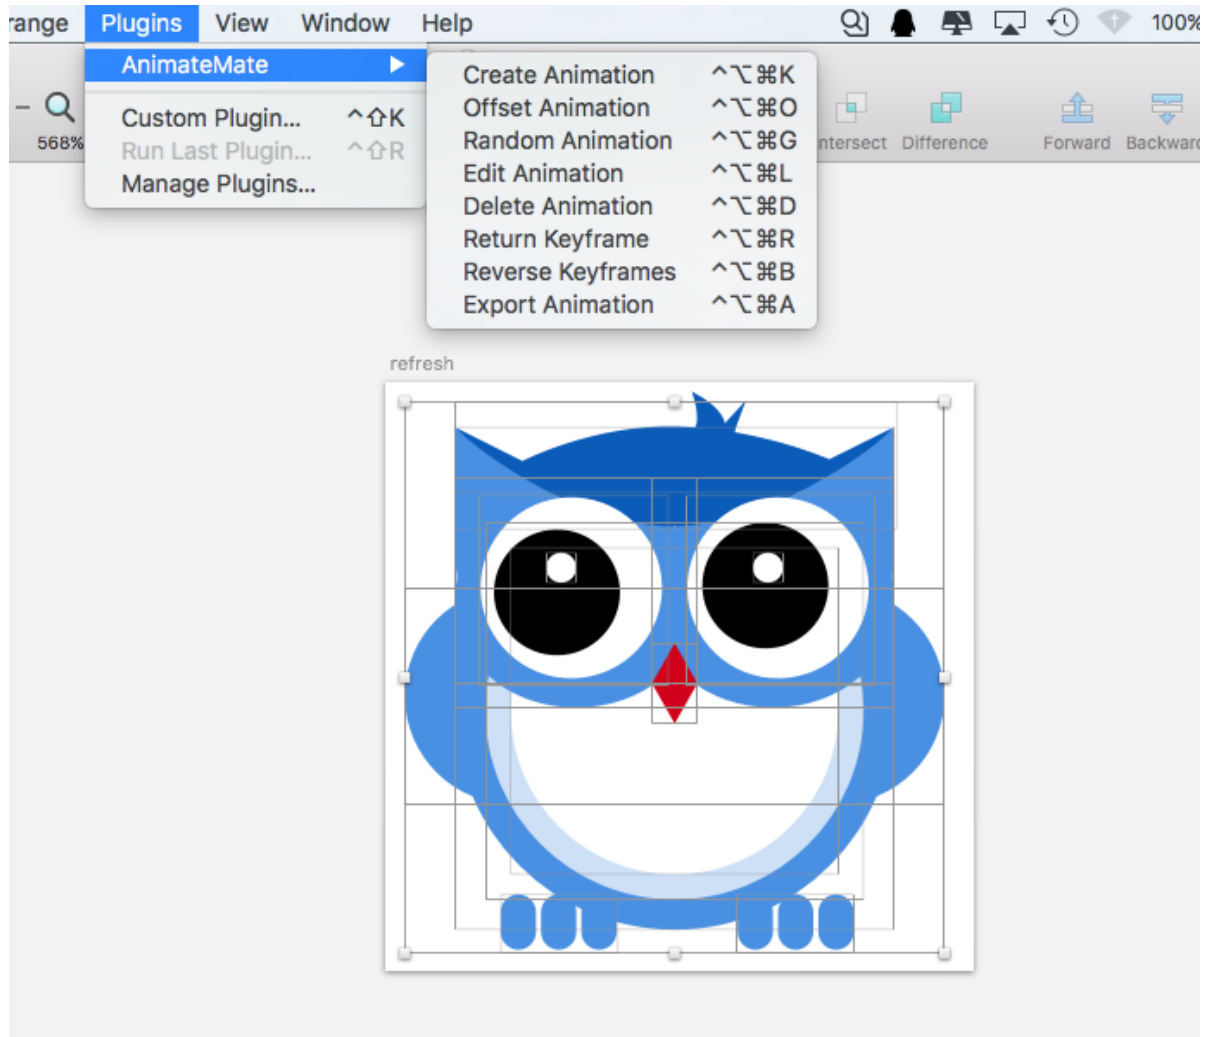 range Plugins View Window Help 100%
AnimateMate
Custom Plugin... ^⇧K
Run Last Plugin... ^⇧R
Manage Plugins...
Create Animation ^⌥⌘K
Offset Animation ^⌥⌘O
Random Animation ^⌥⌘G
Edit Animation ^⌥⌘L
Delete Animation ^⌥⌘D
Return Keyframe ^⌥⌘R
Reverse Keyframes ^⌥⌘B
Export Animation ^⌥⌘A
568% ntersect Difference Forward Backward
refresh